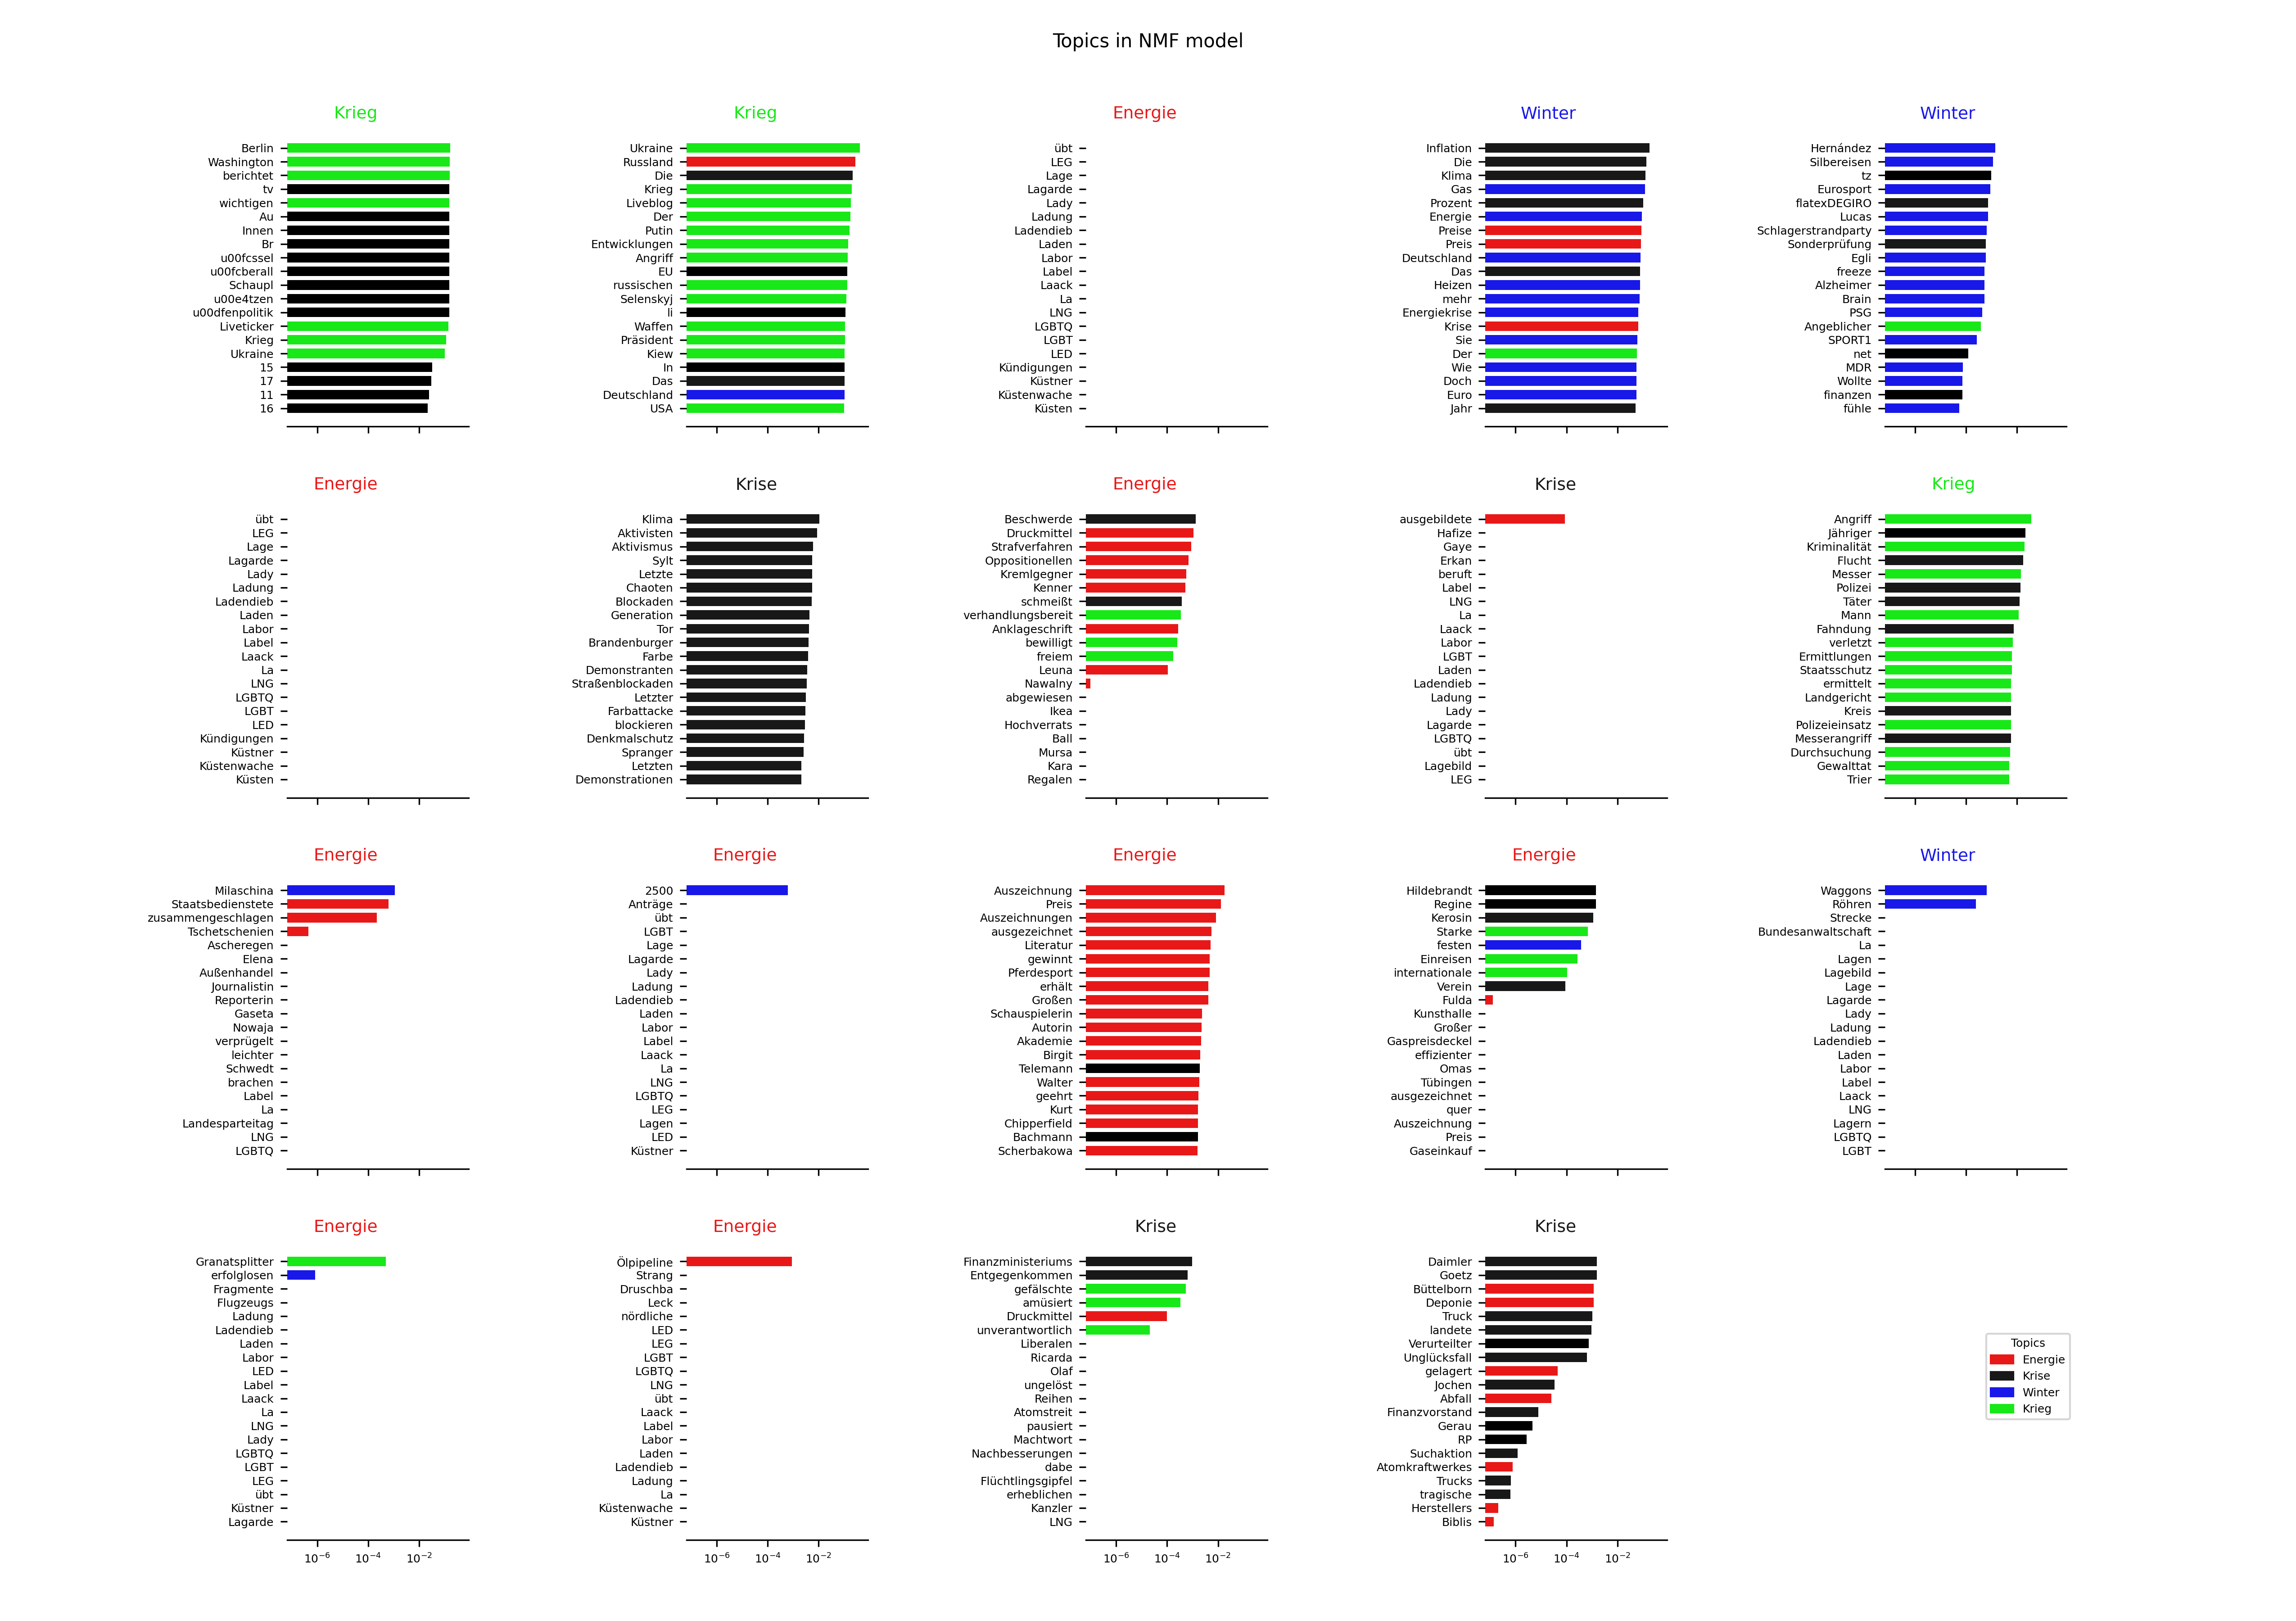 Topics in NMF model
Krieg
Berlin
Washington
berichtet
tv
wichtigen
Au
Innen
Br
u00fcssel
u00fcberall
Schaupl
u00e4tzen
u00dfenpolitik
Liveticker
Krieg
Ukraine
15
17
11
16
Krieg
Ukraine
Russland
Die
Krieg
Liveblog
Der
Putin
Entwicklungen
Angriff
EU
russischen
Selenskyj
li
Waffen
Präsident
Kiew
In
Das
Deutschland
USA
Energie
übt
LEG
Lage
Lagarde
Lady
Ladung
Ladendieb
Laden
Labor
Label
Laack
La
LNG
LGBTQ
LGBT
LED
Kündigungen
Küstner
Küstenwache
Küsten
Winter
Inflation
Die
Klima
Gas
Prozent
Energie
Preise
Preis
Deutschland
Das
Heizen
mehr
Energiekrise
Krise
Sie
Der
Wie
Doch
Euro
Jahr
Winter
Hernández
Silbereisen
tz
Eurosport
flatexDEGIRO
Lucas
Schlagerstrandparty
Sonderprüfung
Egli
freeze
Alzheimer
Brain
PSG
Angeblicher
SPORT1
net
MDR
Wollte
finanzen
fühle
Energie
übt
LEG
Lage
Lagarde
Lady
Ladung
Ladendieb
Laden
Labor
Label
Laack
La
LNG
LGBTQ
LGBT
LED
Kündigungen
Küstner
Küstenwache
Küsten
Krise
Klima
Aktivisten
Aktivismus
Sylt
Letzte
Chaoten
Blockaden
Generation
Tor
Brandenburger
Farbe
Demonstranten
Straßenblockaden
Letzter
Farbattacke
blockieren
Denkmalschutz
Spranger
Letzten
Demonstrationen
Energie
Beschwerde
Druckmittel
Strafverfahren
Oppositionellen
Kremlgegner
Kenner
schmeißt
verhandlungsbereit
Anklageschrift
bewilligt
freiem
Leuna
Nawalny
abgewiesen
Ikea
Hochverrats
Ball
Mursa
Kara
Regalen
Krise
ausgebildete
Hafize
Gaye
Erkan
beruft
Label
LNG
La
Laack
Labor
LGBT
Laden
Ladendieb
Ladung
Lady
Lagarde
LGBTQ
übt
Lagebild
LEG
Krieg
Angriff
Jähriger
Kriminalität
Flucht
Messer
Polizei
Täter
Mann
Fahndung
verletzt
Ermittlungen
Staatsschutz
ermittelt
Landgericht
Kreis
Polizeieinsatz
Messerangriff
Durchsuchung
Gewalttat
Trier
Energie
Milaschina
Staatsbedienstete
zusammengeschlagen
Tschetschenien
Ascheregen
Elena
Außenhandel
Journalistin
Reporterin
Gaseta
Nowaja
verprügelt
leichter
Schwedt
brachen
Label
La
Landesparteitag
LNG
LGBTQ
Energie
2500
Anträge
übt
LGBT
Lage
Lagarde
Lady
Ladung
Ladendieb
Laden
Labor
Label
Laack
La
LNG
LGBTQ
LEG
Lagen
LED
Küstner
Energie
Auszeichnung
Preis
Auszeichnungen
ausgezeichnet
Literatur
gewinnt
Pferdesport
erhält
Großen
Schauspielerin
Autorin
Akademie
Birgit
Telemann
Walter
geehrt
Kurt
Chipperfield
Bachmann
Scherbakowa
Energie
Hildebrandt
Regine
Kerosin
Starke
festen
Einreisen
internationale
Verein
Fulda
Kunsthalle
Großer
Gaspreisdeckel
effizienter
Omas
Tübingen
ausgezeichnet
quer
Auszeichnung
Preis
Gaseinkauf
Winter
Waggons
Röhren
Strecke
Bundesanwaltschaft
La
Lagen
Lagebild
Lage
Lagarde
Lady
Ladung
Ladendieb
Laden
Labor
Label
Laack
LNG
Lagern
LGBTQ
LGBT
Energie
Granatsplitter
erfolglosen
Fragmente
Flugzeugs
Ladung
Ladendieb
Laden
Labor
LED
Label
Laack
La
LNG
Lady
LGBTQ
LGBT
LEG
übt
Küstner
Lagarde
10⁻⁶ 10⁻⁴ 10⁻²
Energie
Ölpipeline
Strang
Druschba
Leck
nördliche
LED
LEG
LGBT
LGBTQ
LNG
übt
Laack
Label
Labor
Laden
Ladendieb
Ladung
La
Küstenwache
Küstner
10⁻⁶ 10⁻⁴ 10⁻²
Krise
Finanzministeriums
Entgegenkommen
gefälschte
amüsiert
Druckmittel
unverantwortlich
Liberalen
Ricarda
Olaf
ungelöst
Reihen
Atomstreit
pausiert
Machtwort
Nachbesserungen
dabe
Flüchtlingsgipfel
erheblichen
Kanzler
LNG
10⁻⁶ 10⁻⁴ 10⁻²
Krise
Daimler
Goetz
Büttelborn
Deponie
Truck
landete
Verurteilter
Unglücksfall
gelagert
Jochen
Abfall
Finanzvorstand
Gerau
RP
Suchaktion
Atomkraftwerkes
Trucks
tragische
Herstellers
Biblis
10⁻⁶ 10⁻⁴ 10⁻²
Topics
Energie
Krise
Winter
Krieg